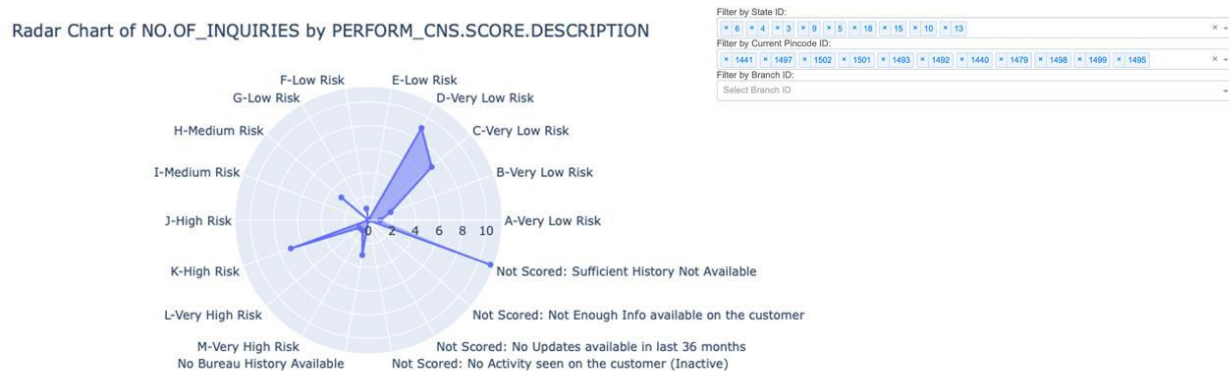 Radar Chart of NO.OF_INQUIRIES by PERFORM_CNS.SCORE.DESCRIPTION
Filter by State ID:
× 6 × 4 × 3 × 9 × 5 × 18 × 15 × 10 × 13
Filter by Current Pincode ID:
× 1441 × 1497 × 1502 × 1501 × 1493 × 1492 × 1440 × 1479 × 1498 × 1499 × 1495
Filter by Branch ID:
Select Branch ID
F-Low Risk
E-Low Risk
G-Low Risk
D-Very Low Risk
H-Medium Risk
C-Very Low Risk
I-Medium Risk
B-Very Low Risk
J-High Risk
A-Very Low Risk
0 2 4 6 8 10
K-High Risk
Not Scored: Sufficient History Not Available
L-Very High Risk
Not Scored: Not Enough Info available on the customer
M-Very High Risk
Not Scored: No Updates available in last 36 months
No Bureau History Available
Not Scored: No Activity seen on the customer (Inactive)